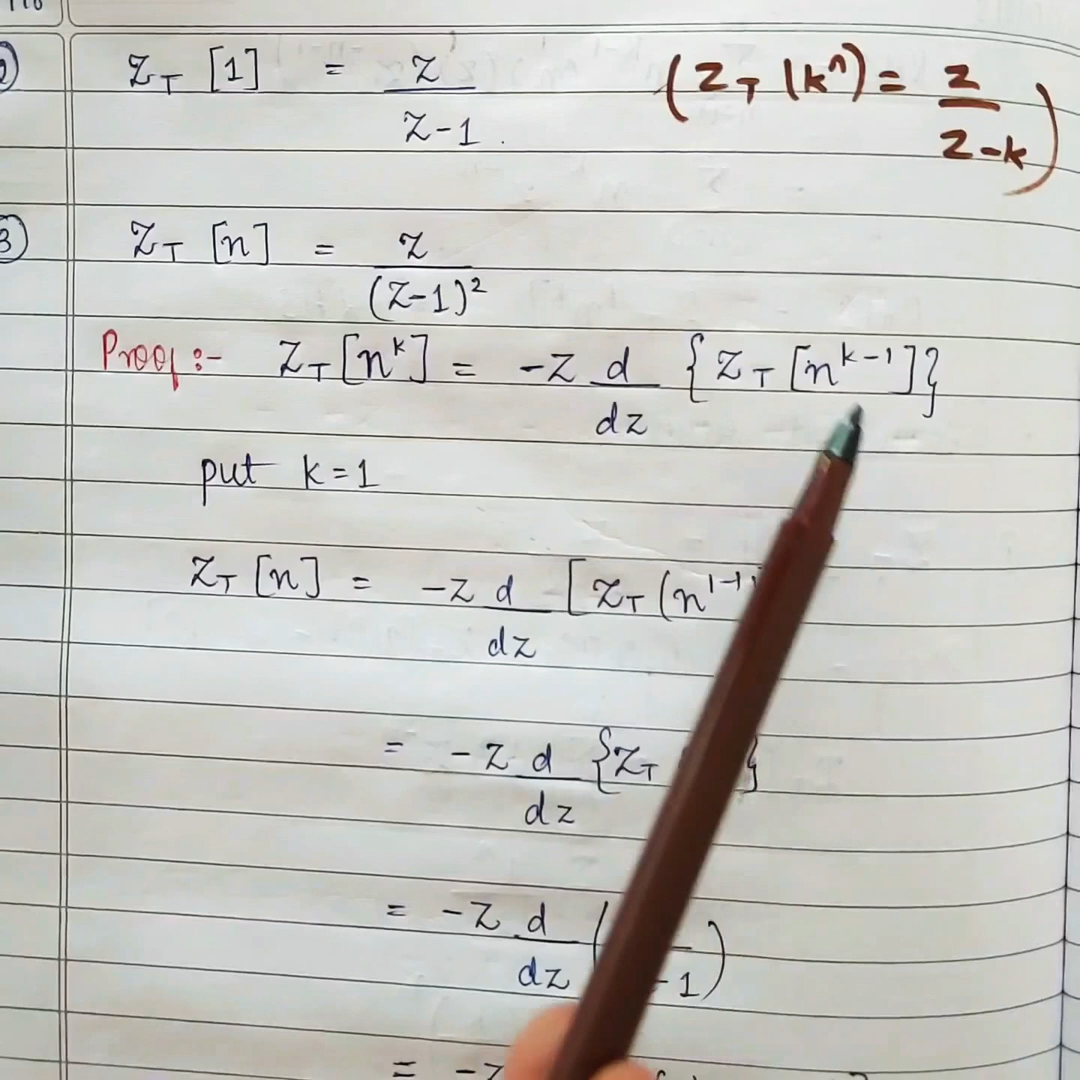 Z_T [1] = z/(z-1) . (Z_T (k^n) = z/(z-k))
3 Z_T [n] = z/(z-1)²
Proof :- Z_T [n^k] = -z d/dz { Z_T [n^(k-1)] }
put k = 1
Z_T [n] = -z d/dz [ Z_T (n^(1-1)
= -z d/dz { Z_T }
= -z d/dz ( -1 )
= -z